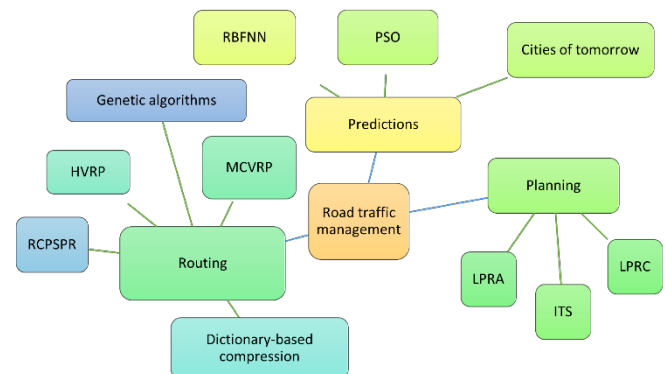 RBFNN
PSO
Cities of tomorrow
Genetic algorithms
Predictions
HVRP
MCVRP
Planning
Road traffic
management
RCPSPR
Routing
LPRA
LPRC
ITS
Dictionary-based
compression